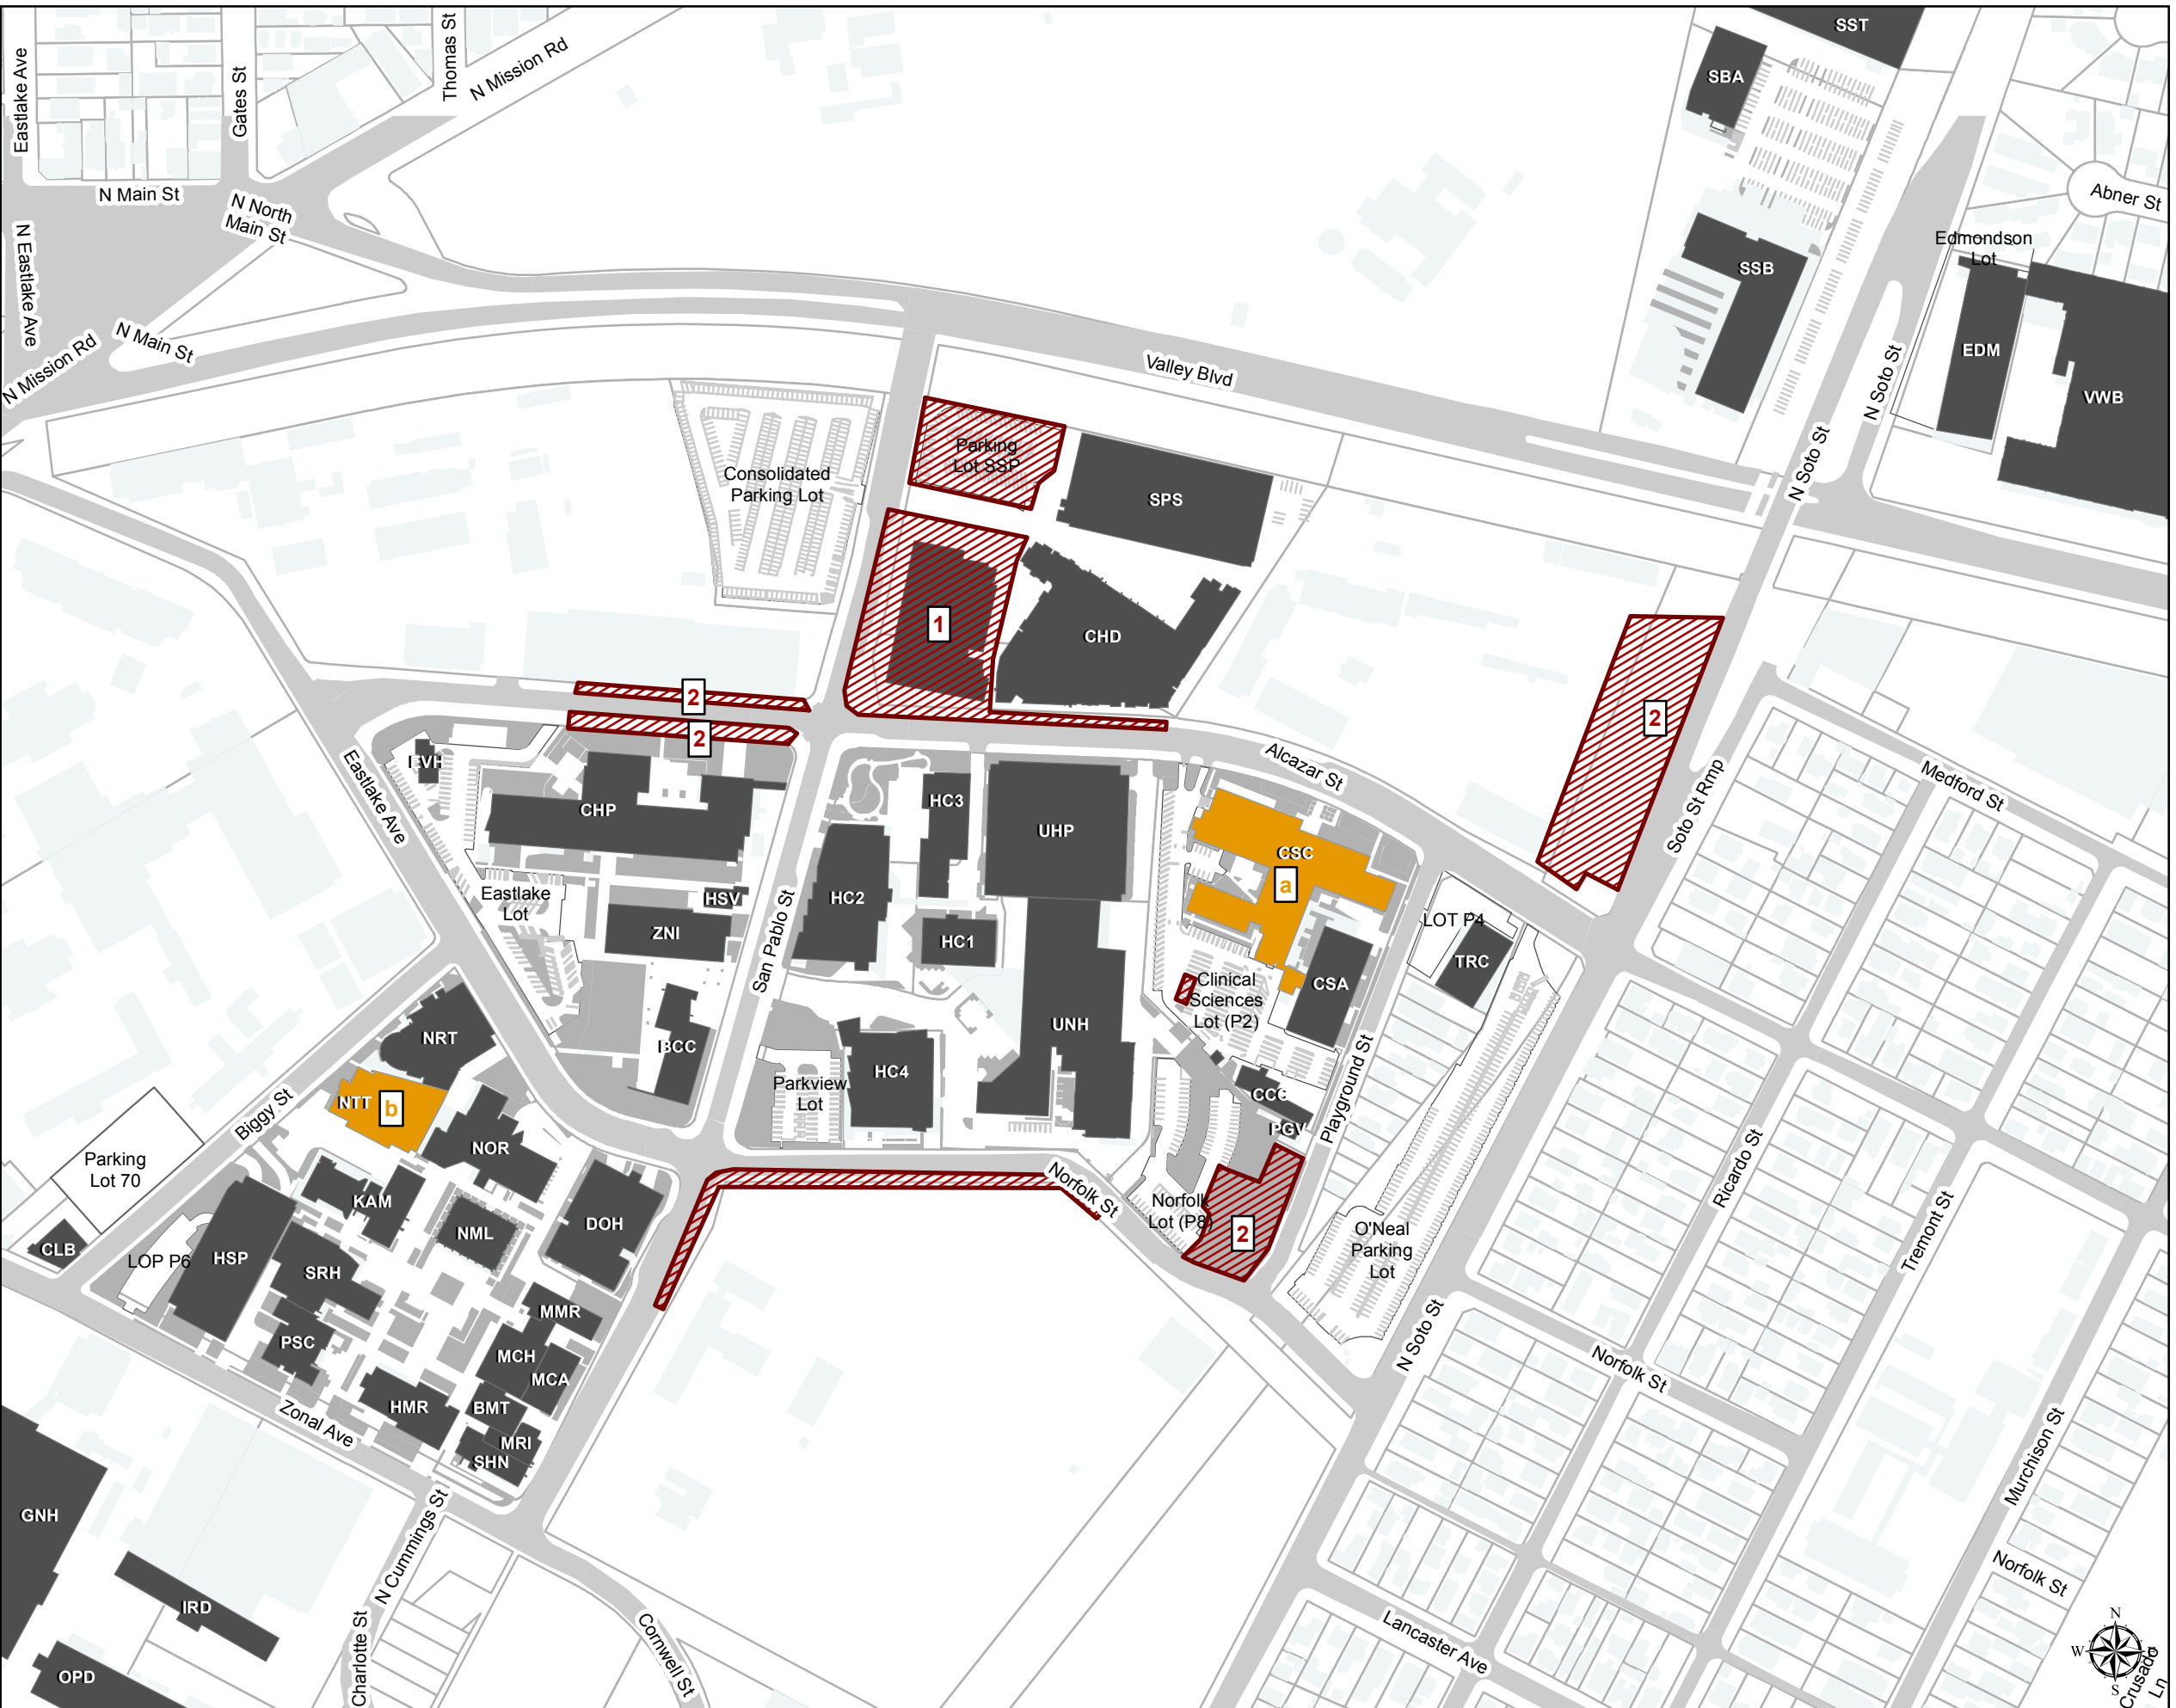 Eastlake Ave
Gates St
Thomas St
N Mission Rd
SST
SBA
N Main St
N North
Main St
Abner St
N Eastlake Ave
Edmondson
Lot
SSB
N Main St
N Mission Rd
Valley Blvd
N Soto St
EDM
VWB
Parking
Lot SSP
Consolidated
Parking Lot
SPS
N Soto St
1
CHD
2
2
2
EVH
Eastlake Ave
Alcazar St
CHP
HC3
UHP
CSC
a
Soto St Rmp
Medford St
Eastlake
Lot
HSV
HC2
ZNI
HC1
San Pablo St
LOT P4
TRC
Clinical
Sciences
Lot (P2)
CSA
NRT
BCC
UNH
HC4
Parkview
Lot
NTT
b
CCC
PGV
Playground St
Biggy St
NOR
Parking
Lot 70
KAM
Norfolk St
Norfolk
Lot (P8)
2
Ricardo St
Tremont St
NML
DOH
CLB
LOP P6
HSP
SRH
O'Neal
Parking
Lot
MMR
PSC
MCH
MCA
N Soto St
Norfolk St
HMR
BMT
Zonal Ave
MRI
SHN
Murchison St
GNH
N Cummings St
Norfolk St
IRD
Charlotte St
Cornwell St
Lancaster Ave
OPD
N
W
E
S
Crusado
Ln